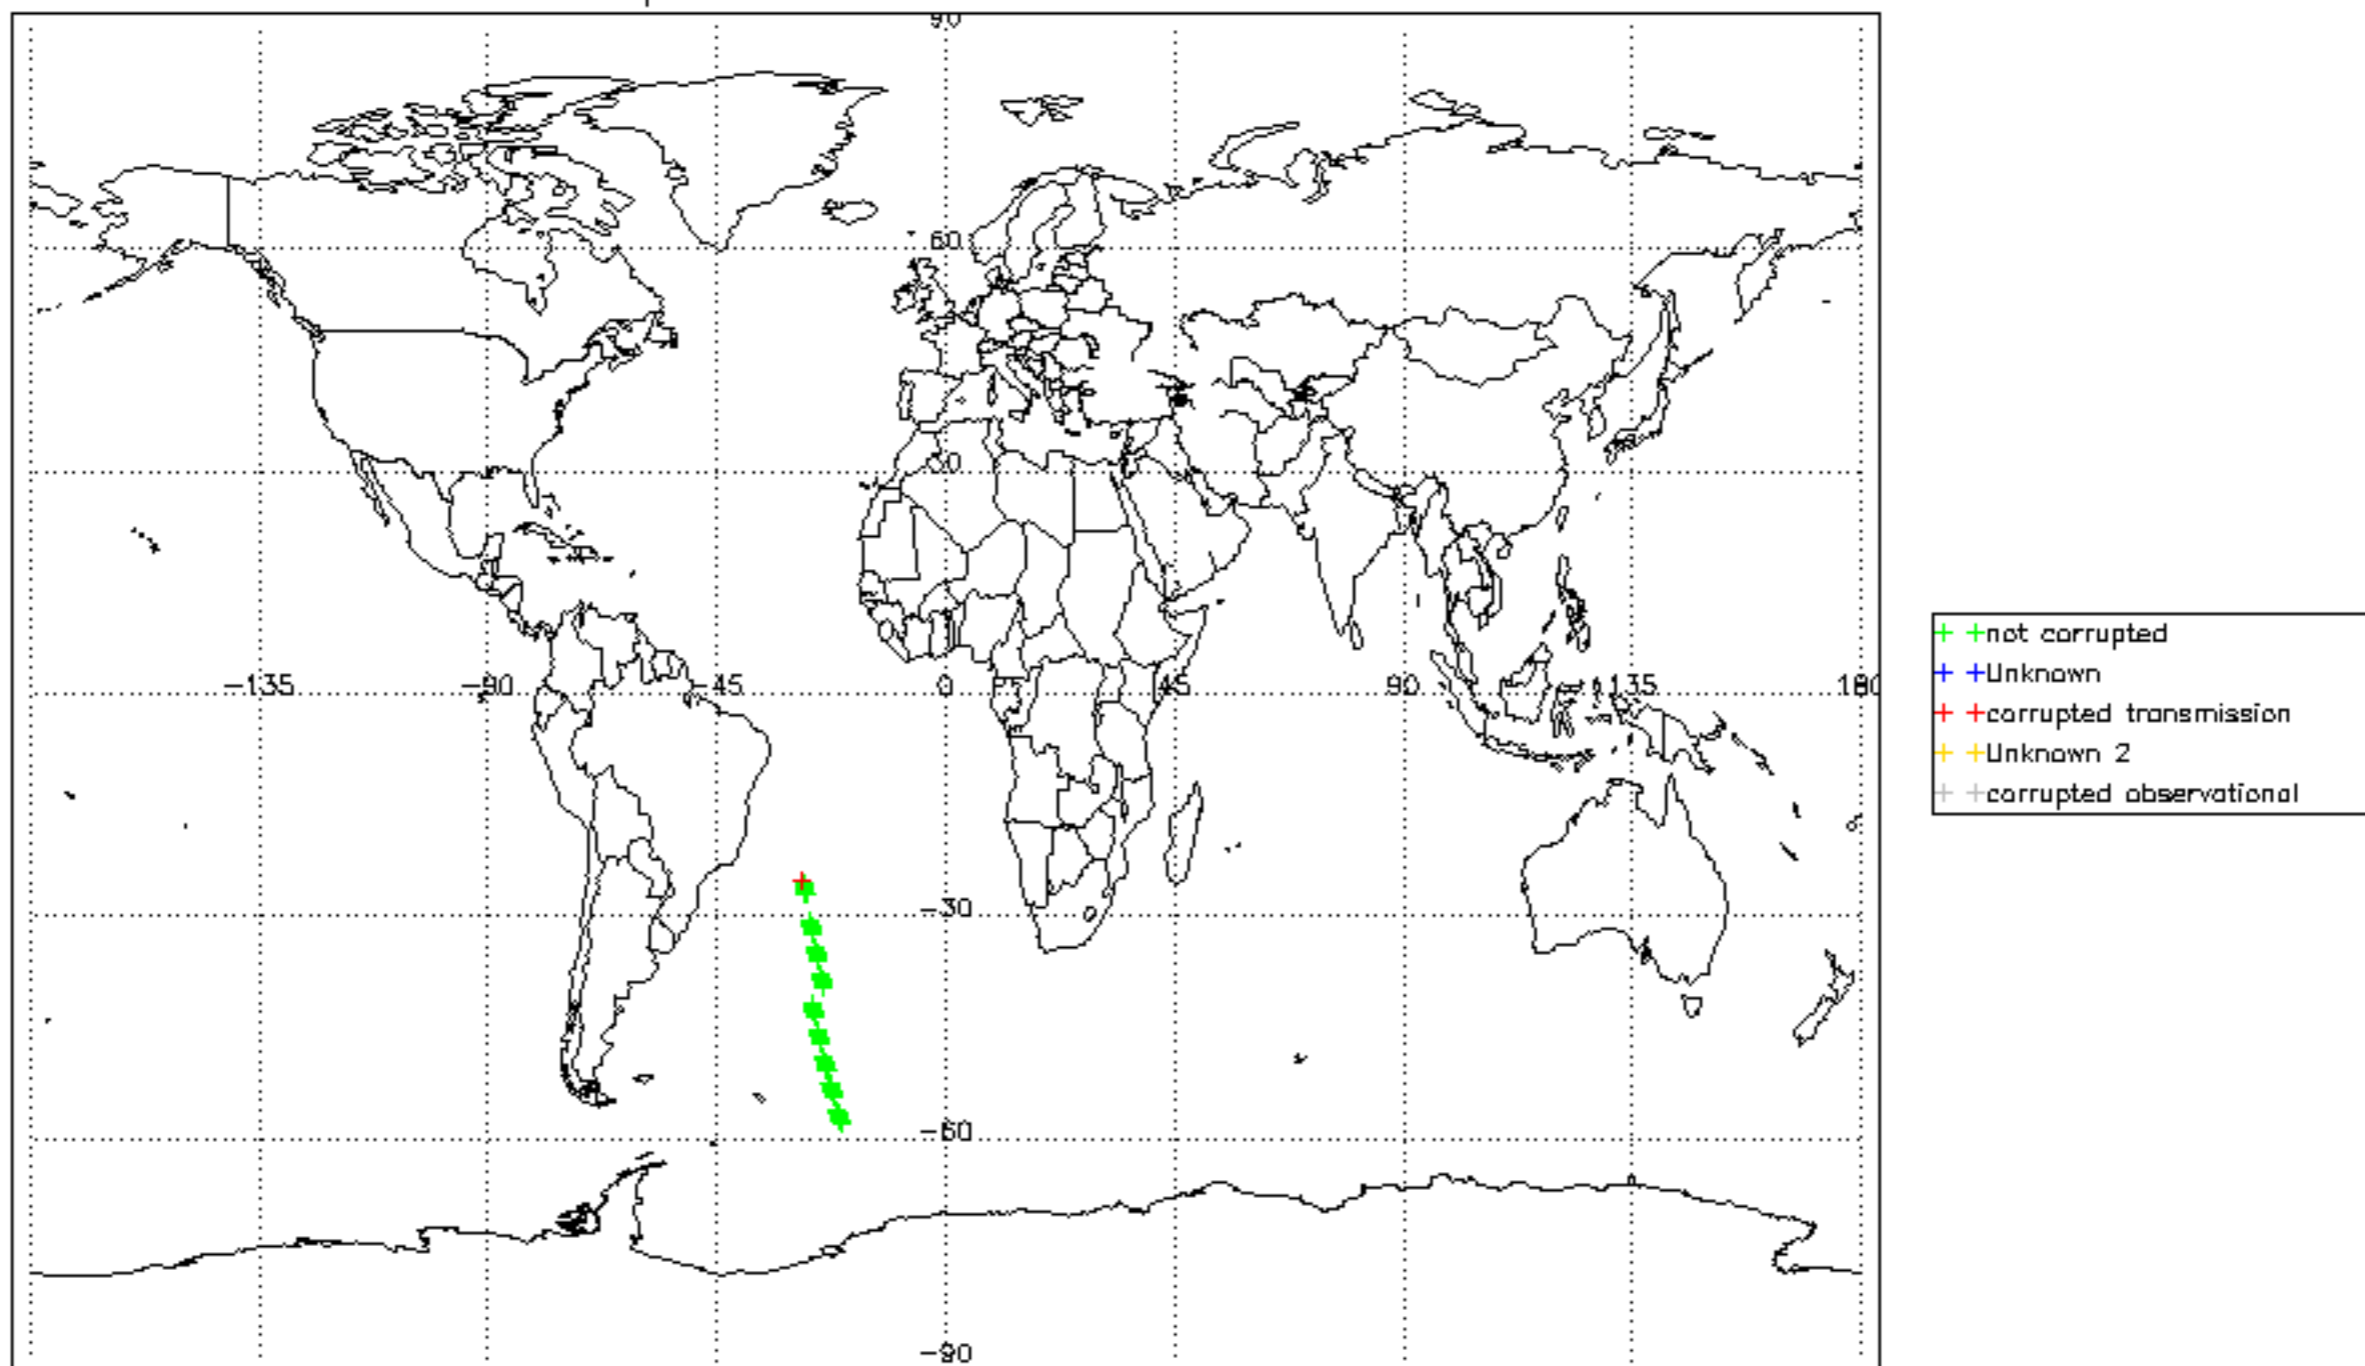 90
60
30
-135 -90 -45 0 45 90 135 180
-30
-60
-90
not corrupted
Unknown
corrupted transmission
Unknown 2
corrupted observational